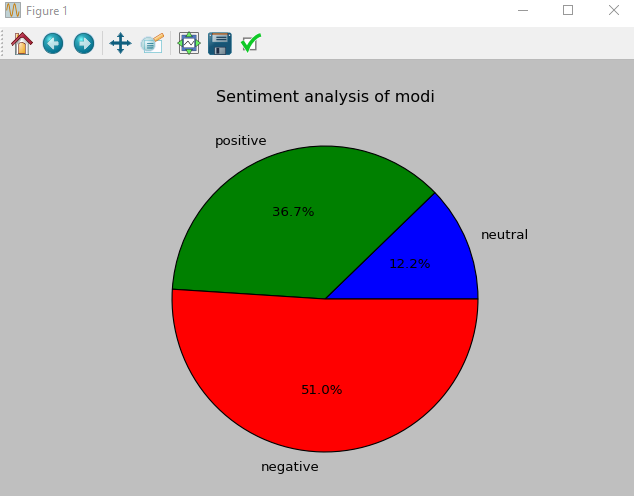 Figure 1
Sentiment analysis of modi
positive
36.7%
neutral
12.2%
51.0%
negative